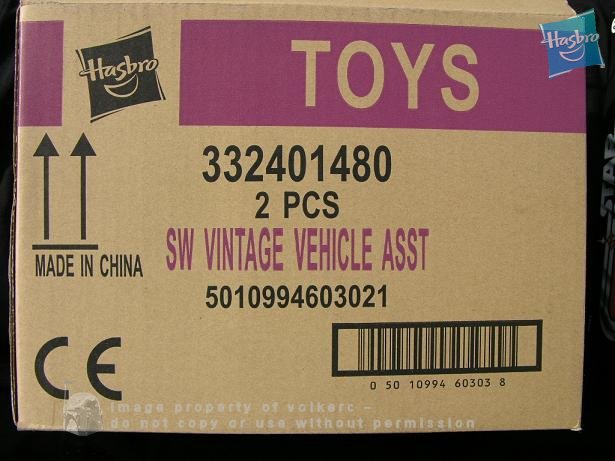 Hasbro
TOYS
Hasbro
332401480
2 PCS
SW VINTAGE VEHICLE ASST
MADE IN CHINA
5010994603021
CE
0 50 10994 60303 8
STAR
image property of volkerc –
do not copy or use without permission